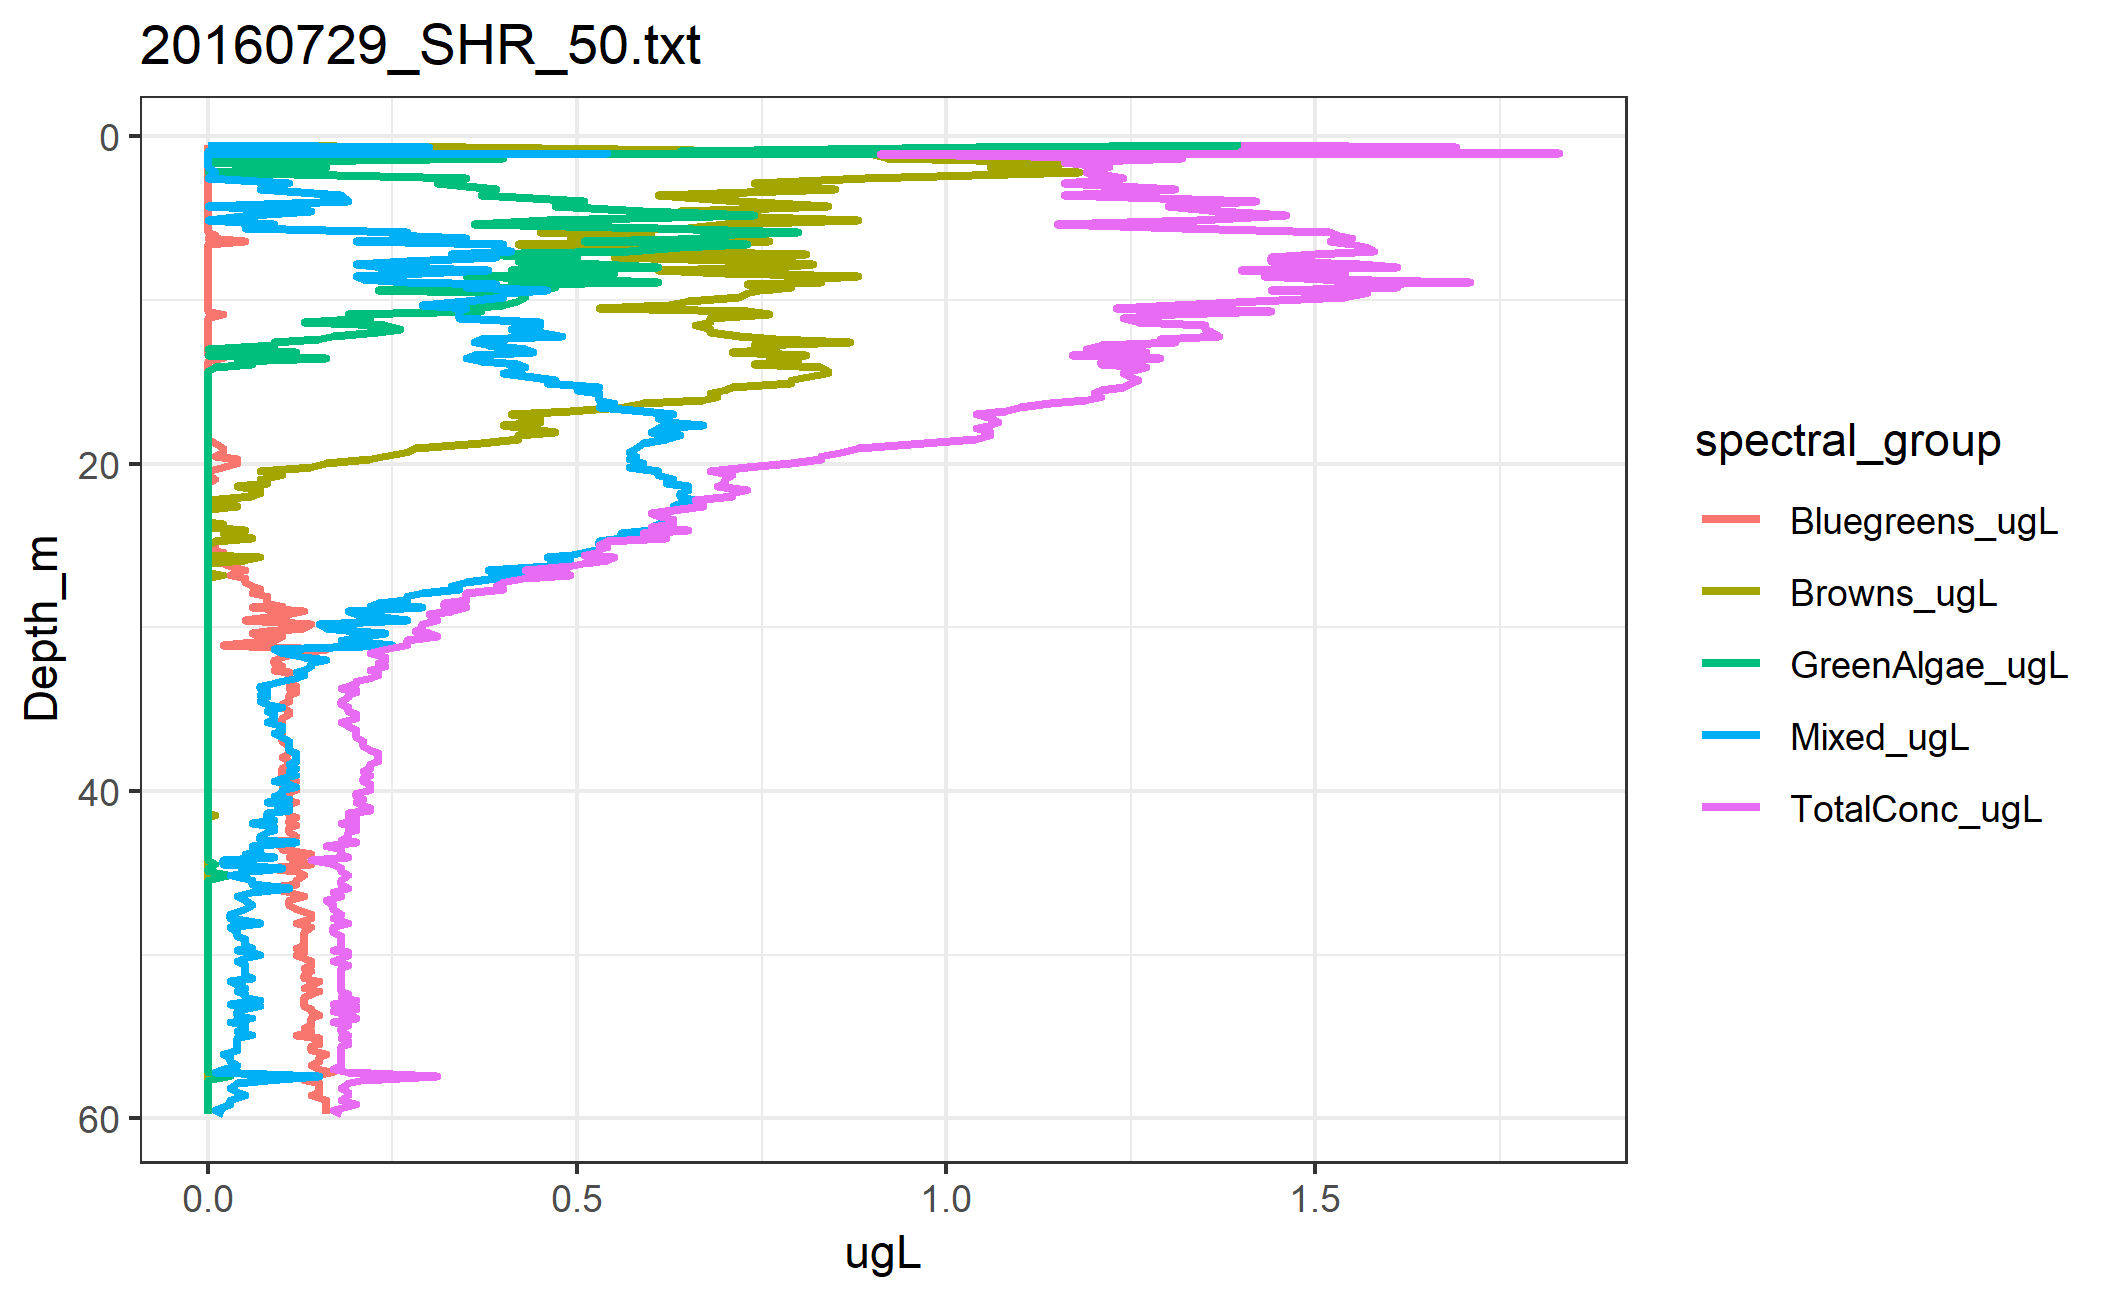 20160729_SHR_50.txt
0
20
40
60
Depth_m
0.0 0.5 1.0 1.5
ugL
spectral_group
Bluegreens_ugL
Browns_ugL
GreenAlgae_ugL
Mixed_ugL
TotalConc_ugL